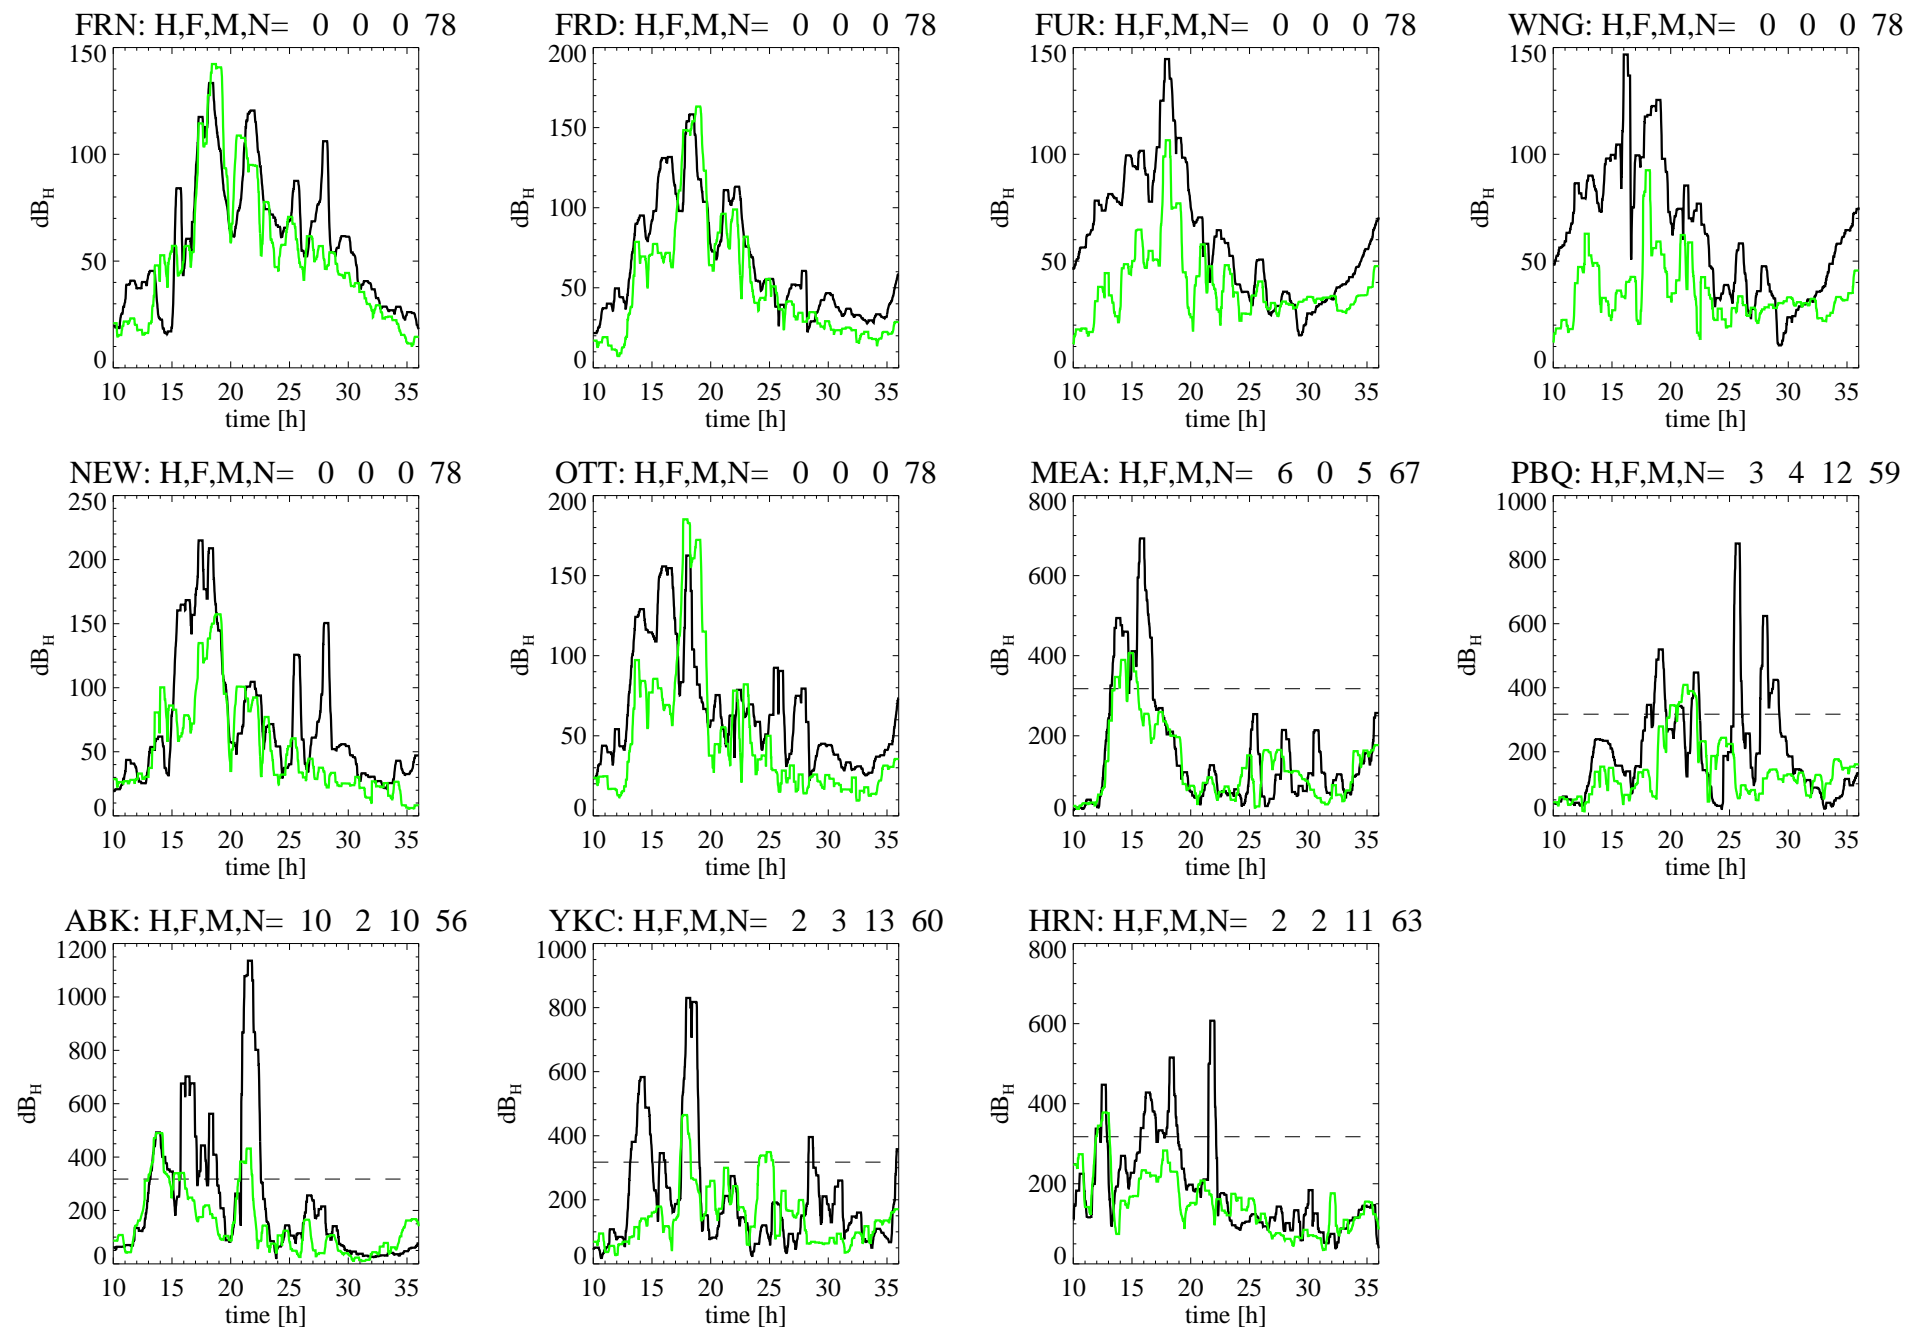 FRN: H,F,M,N= 0 0 0 78
150
100
50
0
dB_H
10 15 20 25 30 35
time [h]
FRD: H,F,M,N= 0 0 0 78
200
150
100
50
0
dB_H
10 15 20 25 30 35
time [h]
FUR: H,F,M,N= 0 0 0 78
150
100
50
0
dB_H
10 15 20 25 30 35
time [h]
WNG: H,F,M,N= 0 0 0 78
150
100
50
0
dB_H
10 15 20 25 30 35
time [h]
NEW: H,F,M,N= 0 0 0 78
250
200
150
100
50
0
dB_H
10 15 20 25 30 35
time [h]
OTT: H,F,M,N= 0 0 0 78
200
150
100
50
0
dB_H
10 15 20 25 30 35
time [h]
MEA: H,F,M,N= 6 0 5 67
800
600
400
200
0
dB_H
10 15 20 25 30 35
time [h]
PBQ: H,F,M,N= 3 4 12 59
1000
800
600
400
200
0
dB_H
10 15 20 25 30 35
time [h]
ABK: H,F,M,N= 10 2 10 56
1200
1000
800
600
400
200
0
dB_H
10 15 20 25 30 35
time [h]
YKC: H,F,M,N= 2 3 13 60
1000
800
600
400
200
0
dB_H
10 15 20 25 30 35
time [h]
HRN: H,F,M,N= 2 2 11 63
800
600
400
200
0
dB_H
10 15 20 25 30 35
time [h]